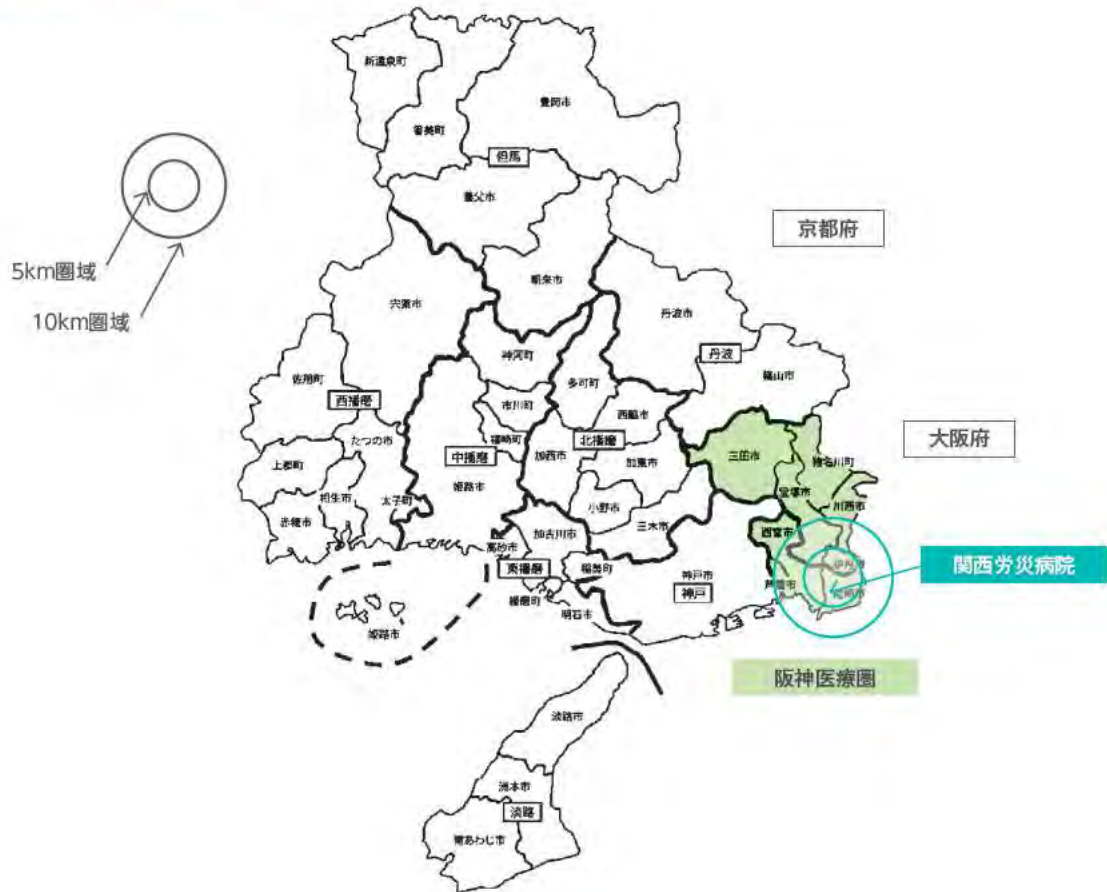 新温泉町
豊岡市
香美町
但馬
養父市
京都府
5km圏域
朝来市
宍粟市
10km圏域
丹波市
神河町
丹波
佐用町
多可町
篠山市
市川町
西播磨
西脇市
大阪府
たつの市
福崎町
北播磨
中播磨
加西市
加東市
三田市
猪名川町
上郡町
姫路市
宝塚市
相生市
太子町
小野市
川西市
赤穂市
三木市
加古川市
西宮市
高砂市
伊丹市
関西労災病院
東播磨
稲美町
神戸市
芦屋市
尼崎市
神戸
播磨町
明石市
姫路市
阪神医療圏
淡路市
洲本市
淡路
南あわじ市